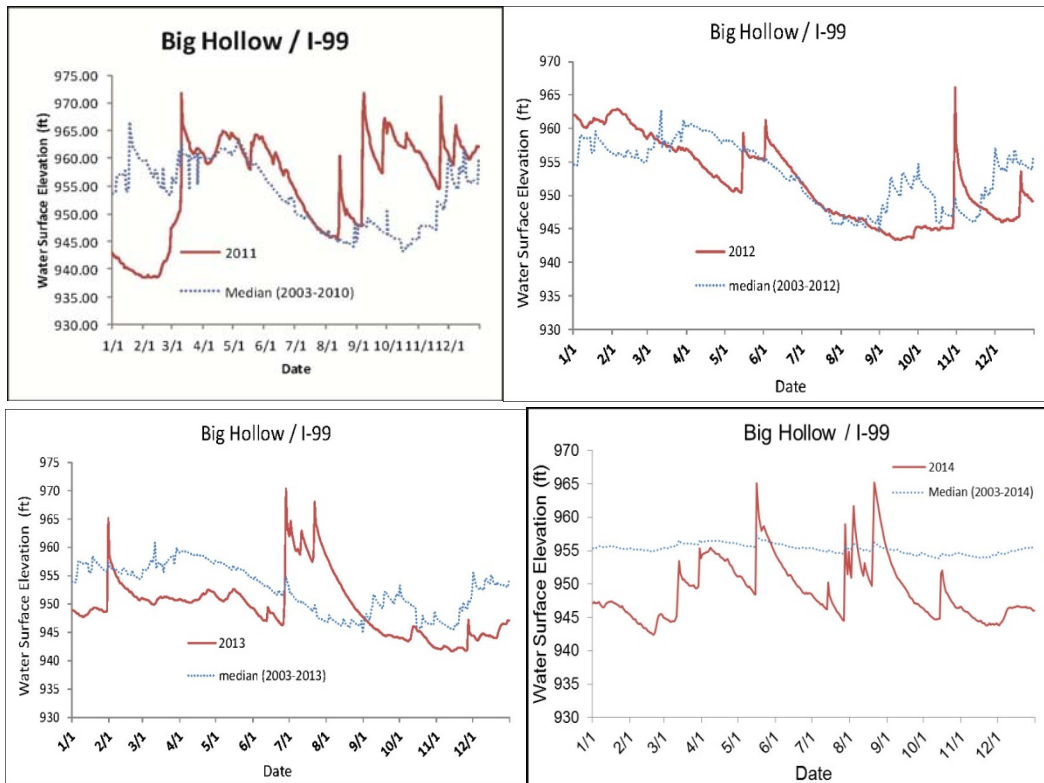 Big Hollow / I-99
975.00
970.00
965.00
960.00
955.00
950.00
945.00
940.00
935.00
930.00
Water Surface Elevation (ft)
2011
Median (2003-2010)
1/1 2/1 3/1 4/1 5/1 6/1 7/1 8/1 9/1 10/1 11/1 12/1
Date
Big Hollow / I-99
970
965
960
955
950
945
940
935
930
Water Surface Elevation (ft)
2012
median (2003-2012)
1/1 2/1 3/1 4/1 5/1 6/1 7/1 8/1 9/1 10/1 11/1 12/1
Date
Big Hollow / I-99
975
970
965
960
955
950
945
940
935
930
Water Surface Elevation (ft)
2013
median (2003-2013)
1/1 2/1 3/1 4/1 5/1 6/1 7/1 8/1 9/1 10/1 11/1 12/1
Date
Big Hollow / I-99
970
965
960
955
950
945
940
935
930
Water Surface Elevation (ft)
2014
Median (2003-2014)
1/1 2/1 3/1 4/1 5/1 6/1 7/1 8/1 9/1 10/1 11/1 12/1
Date